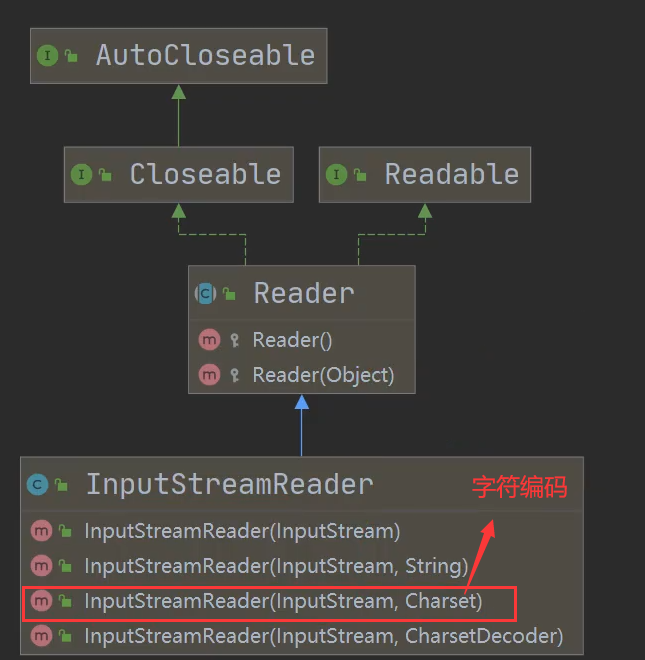 AutoCloseable
Closeable
Readable
Reader
Reader()
Reader(Object)
InputStreamReader
字符编码
InputStreamReader(InputStream)
InputStreamReader(InputStream, String)
InputStreamReader(InputStream, Charset)
InputStreamReader(InputStream, CharsetDecoder)